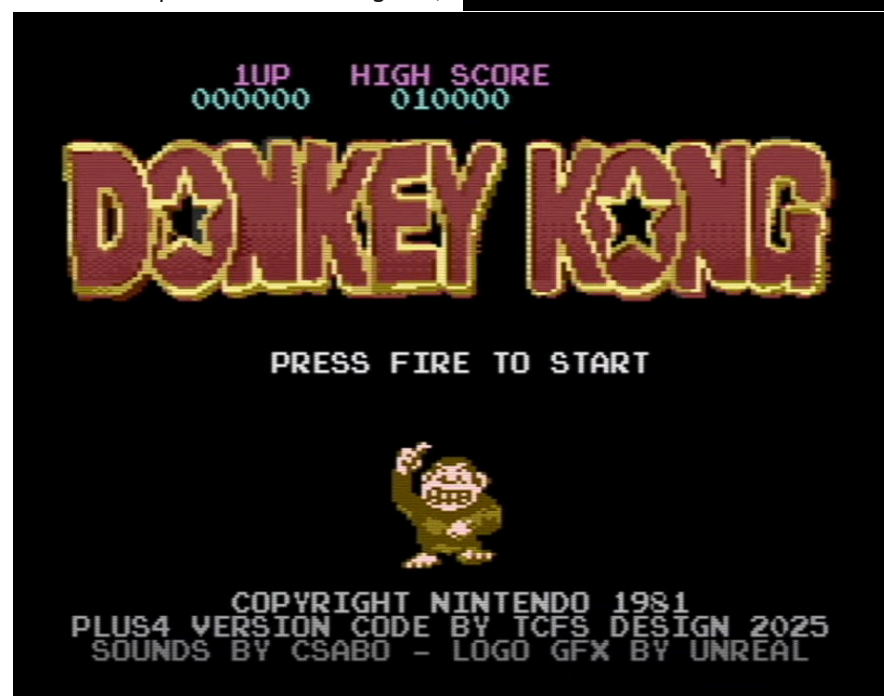 1UP HIGH SCORE
000000 010000
DONKEY KONG
PRESS FIRE TO START
COPYRIGHT NINTENDO 1981
PLUS4 VERSION CODE BY TCFS DESIGN 2025
SOUNDS BY CSABO - LOGO GFX BY UNREAL